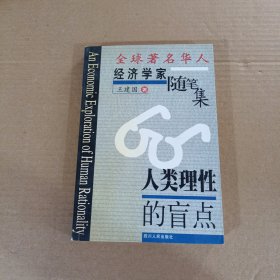 An Economic Exploration of Human Rationality
全球著名华人
经济学家
随笔集
王建国 著
人类理性
的盲点
四川人民出版社